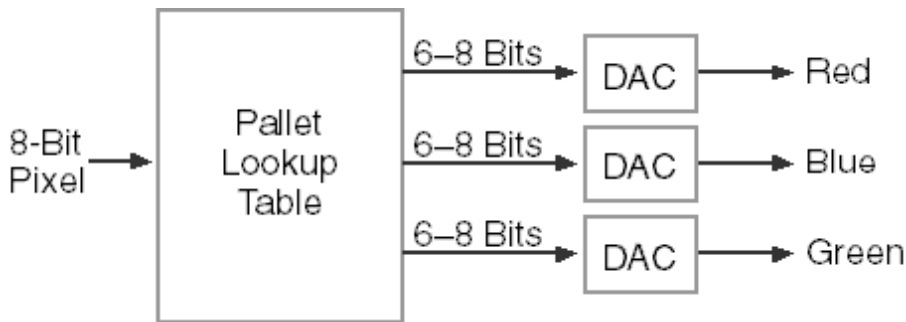 8-Bit
Pixel
Pallet
Lookup
Table
6–8 Bits
DAC
Red
6–8 Bits
DAC
Blue
6–8 Bits
DAC
Green